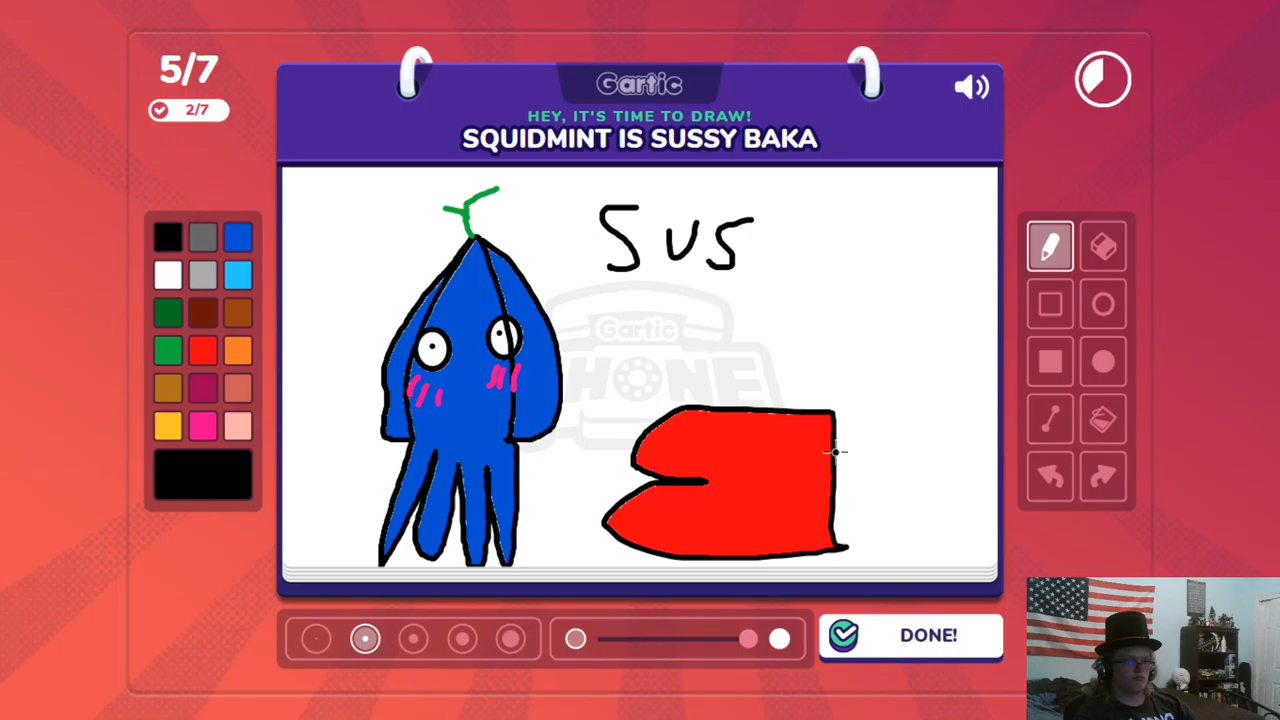 5/7
2/7
Gartic
HEY, IT'S TIME TO DRAW!
SQUIDMINT IS SUSSY BAKA
SUS
Gartic
PHONE
DONE!